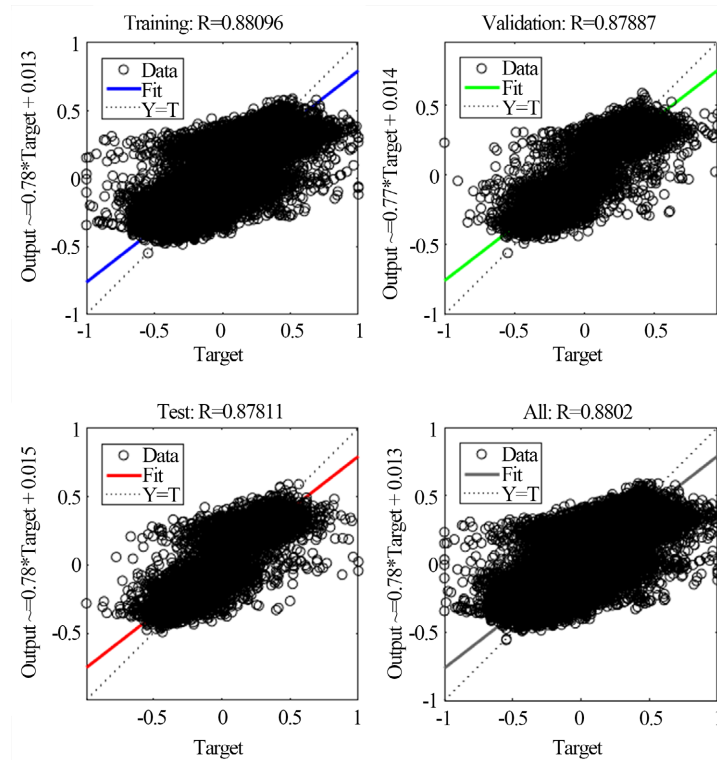 Training: R=0.88096
Output ~=0.78*Target + 0.013
1
0.5
0
-0.5
-1
Data
Fit
Y=T
-1
-0.5
0
0.5
1
Target
Validation: R=0.87887
Output ~=0.77*Target + 0.014
1
0.5
0
-0.5
-1
Data
Fit
Y=T
-1
-0.5
0
0.5
Target
Test: R=0.87811
Output ~=0.78*Target + 0.015
1
0.5
0
-0.5
Data
Fit
Y=T
-0.5
0
0.5
1
Target
All: R=0.8802
Output ~=0.78*Target + 0.013
1
0.5
0
-0.5
-1
Data
Fit
Y=T
-1
-0.5
0
0.5
1
Target